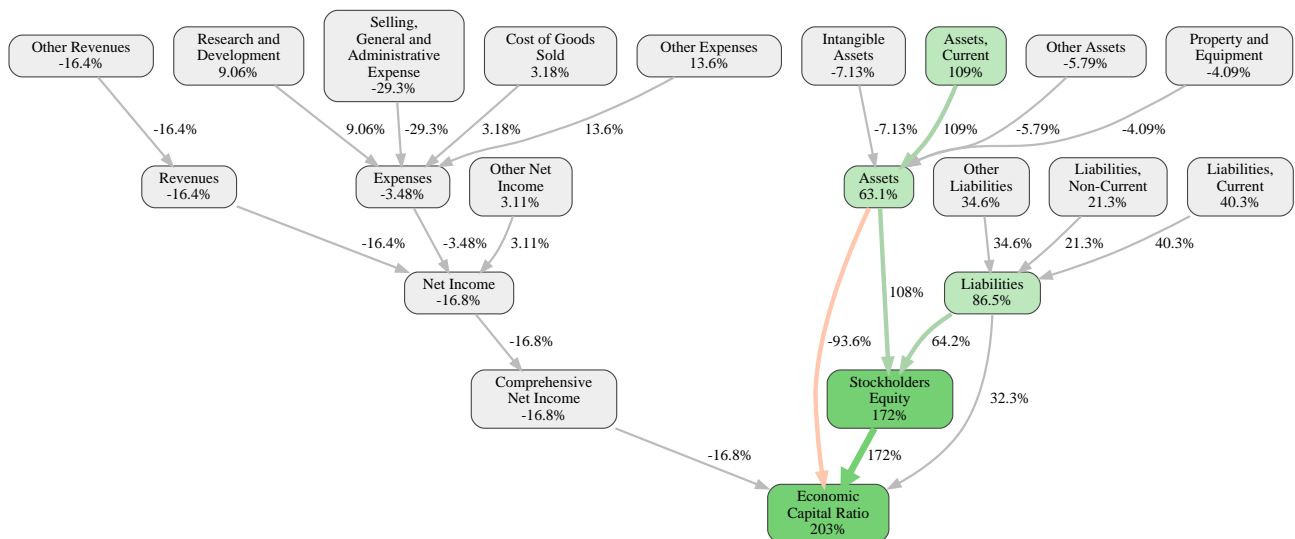 Other Revenues
-16.4%
Research and
Development
9.06%
Selling,
General and
Administrative
Expense
-29.3%
Cost of Goods
Sold
3.18%
Other Expenses
13.6%
Intangible
Assets
-7.13%
Assets,
Current
109%
Other Assets
-5.79%
Property and
Equipment
-4.09%
-16.4%
9.06%
-29.3%
3.18%
13.6%
-7.13%
109%
-5.79%
-4.09%
Revenues
-16.4%
Expenses
-3.48%
Other Net
Income
3.11%
Assets
63.1%
Other
Liabilities
34.6%
Liabilities,
Non-Current
21.3%
Liabilities,
Current
40.3%
-16.4%
-3.48%
3.11%
34.6%
21.3%
40.3%
Net Income
-16.8%
108%
Liabilities
86.5%
-16.8%
-93.6%
64.2%
Comprehensive
Net Income
-16.8%
Stockholders
Equity
172%
32.3%
-16.8%
172%
Economic
Capital Ratio
203%